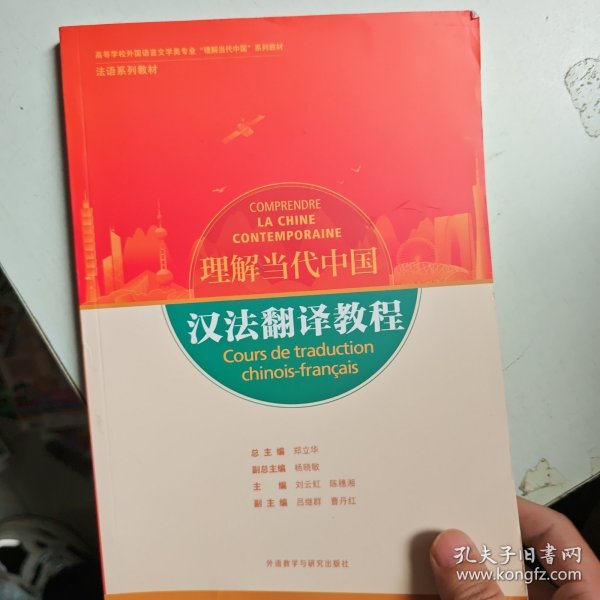 高等学校外国语言文学类专业“理解当代中国”系列教材
法语系列教材
COMPRENDRE
LA CHINE
CONTEMPORAINE
理解当代中国
汉法翻译教程
Cours de traduction
chinois-français
总主编 郑立华
副总主编 杨晓敏
主编 刘云虹 陈穗湘
副主编 吕继群 曹丹红
外语教学与研究出版社
孔夫子旧书网
www.kongfz.com